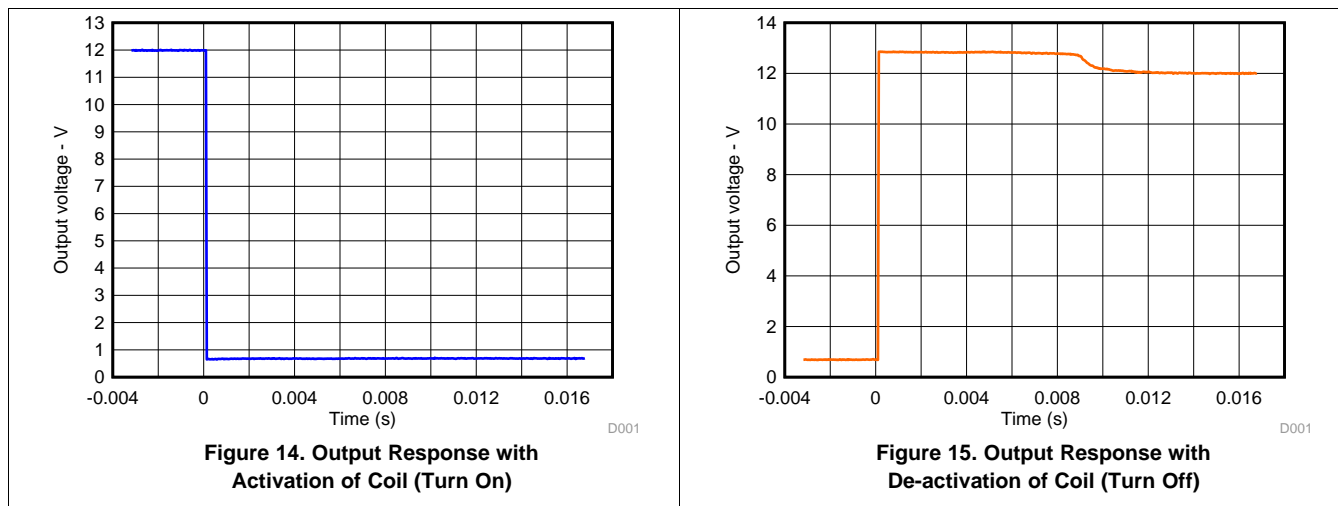 13
12
11
10
9
8
7
6
5
4
3
2
1
0
Output voltage - V
-0.004 0 0.004 0.008 0.012 0.016
Time (s)
D001
Figure 14. Output Response with
Activation of Coil (Turn On)
14
12
10
8
6
4
2
0
Output voltage - V
-0.004 0 0.004 0.008 0.012 0.016
Time (s)
D001
Figure 15. Output Response with
De-activation of Coil (Turn Off)